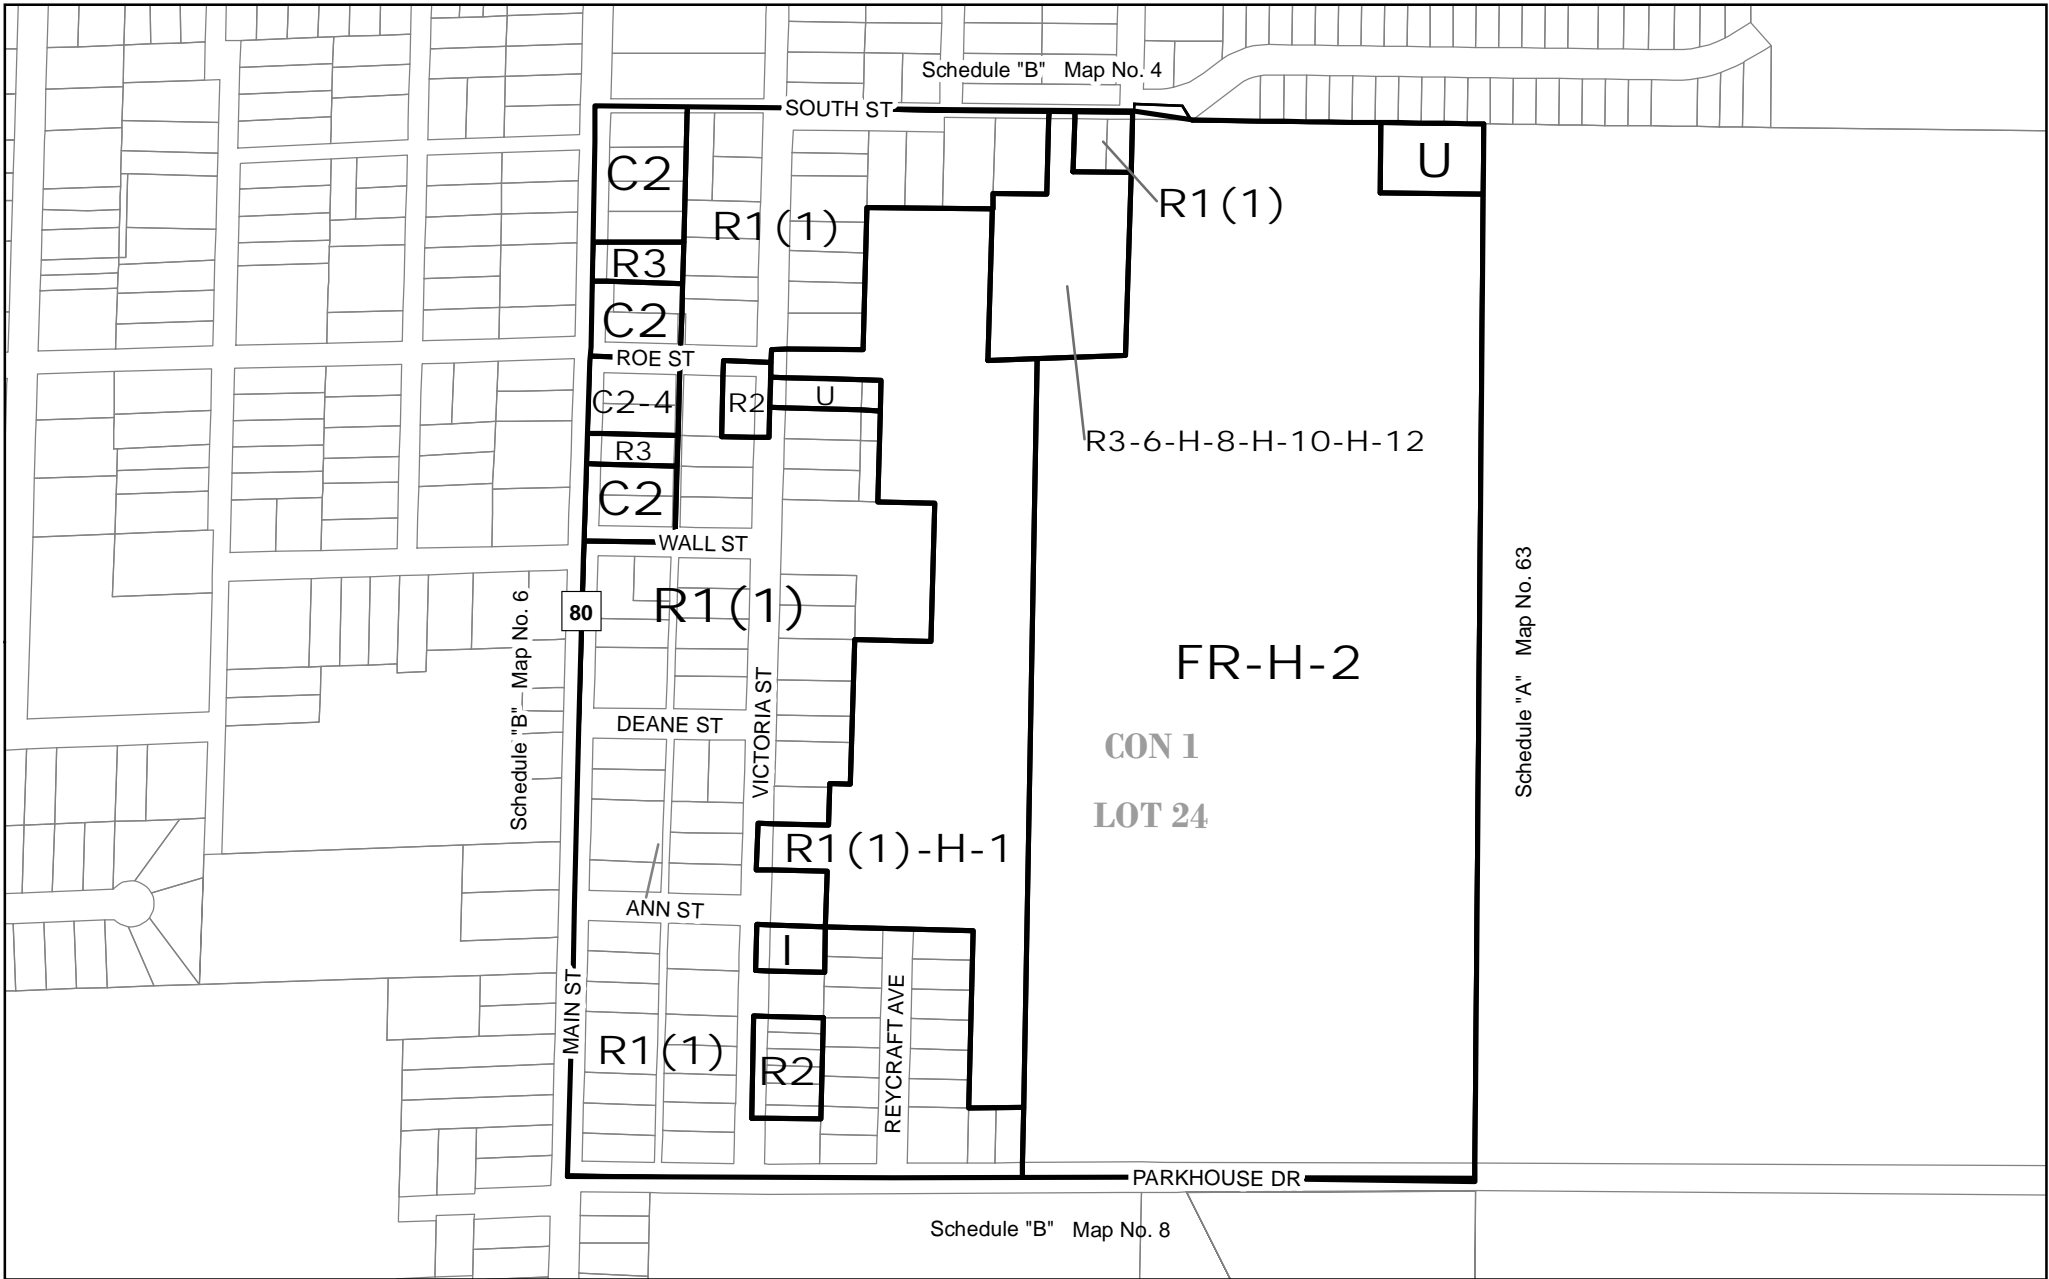 Schedule "B" Map No. 4
SOUTH ST
C2
U
R1(1)
R1(1)
R3
C2
ROE ST
C2-4
R2
U
R3-6-H-8-H-10-H-12
R3
C2
WALL ST
80
R1(1)
Schedule "B" Map No. 6
Schedule "A" Map No. 63
FR-H-2
VICTORIA ST
DEANE ST
CON 1
LOT 24
R1(1)-H-1
ANN ST
I
MAIN ST
REYCRAFT AVE
R1(1)
R2
PARKHOUSE DR
Schedule "B" Map No. 8